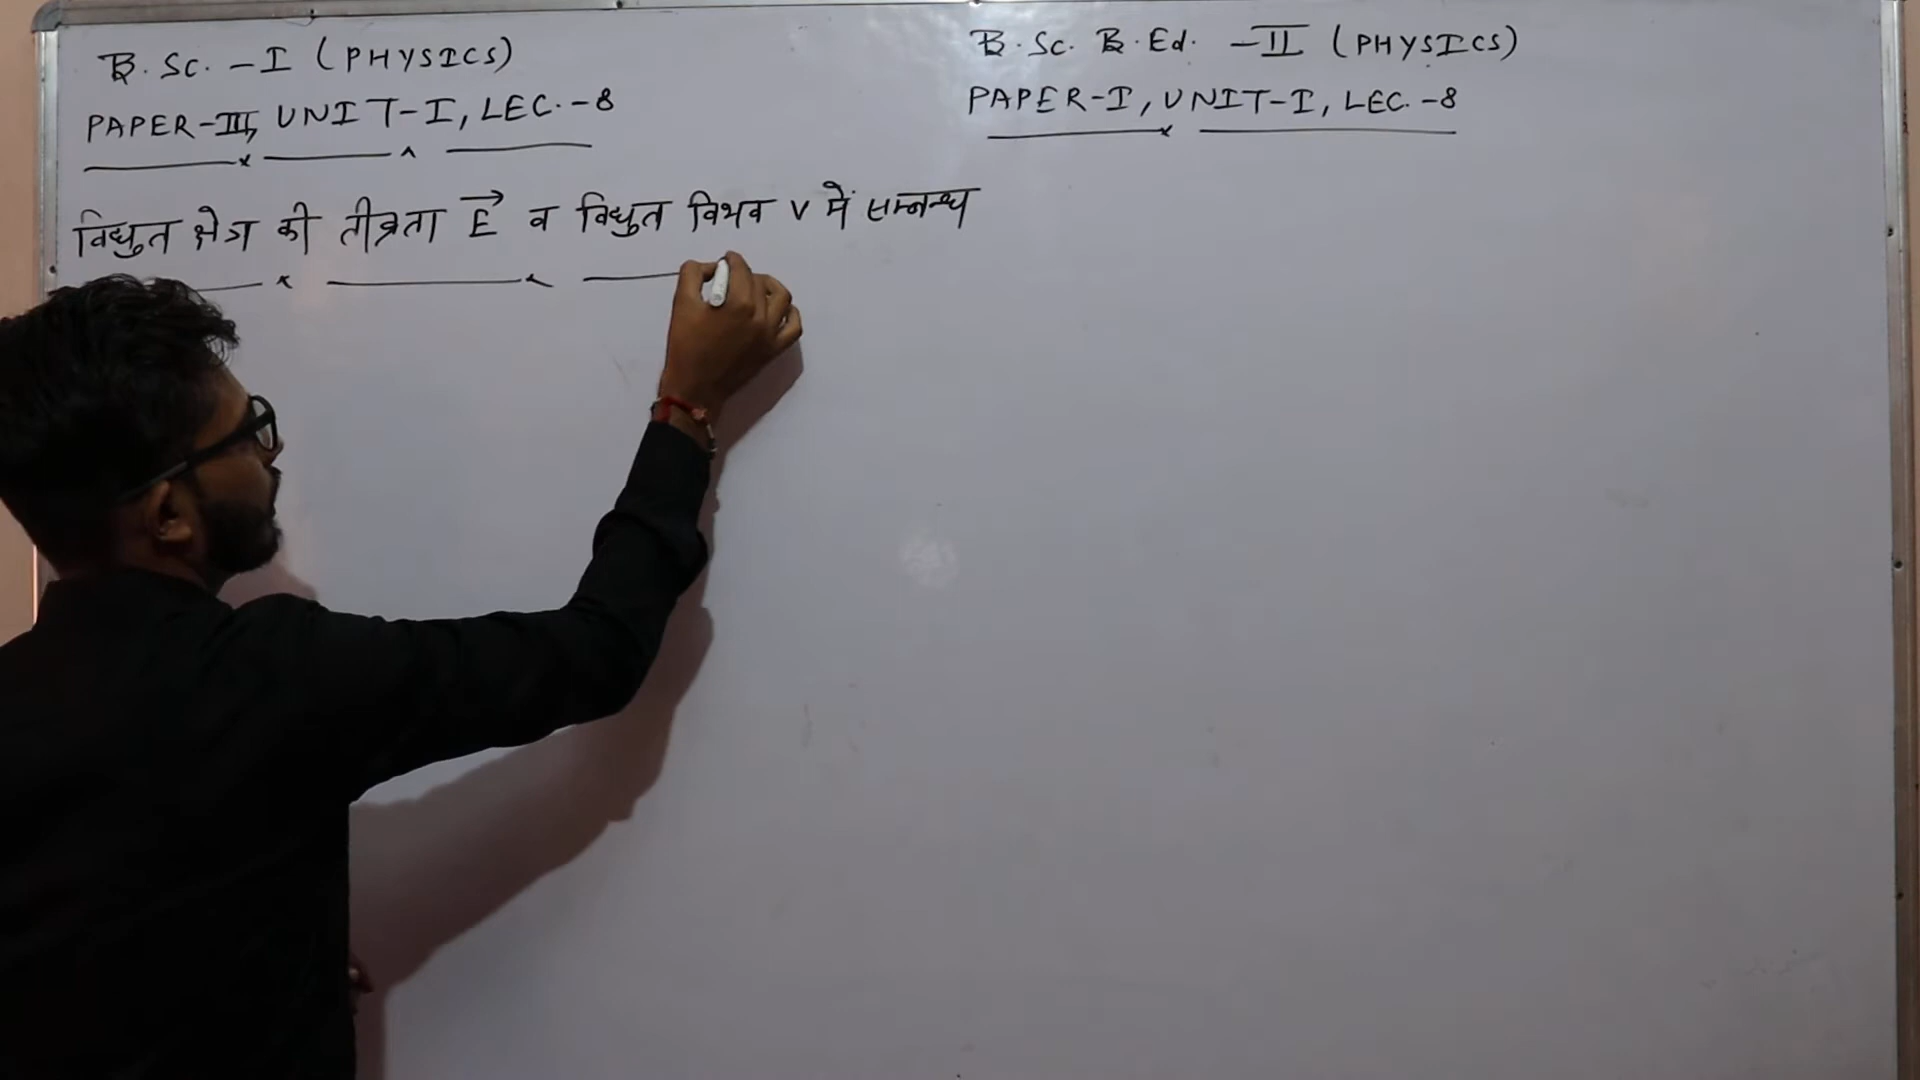 B.Sc. -I (PHYSICS)
PAPER-III, UNIT-I, LEC.-8
B.Sc. B.Ed. -II (PHYSICS)
PAPER-I, UNIT-I, LEC.-8
विद्युत क्षेत्र की तीव्रता E⃗ व विद्युत विभव V में सम्बन्ध